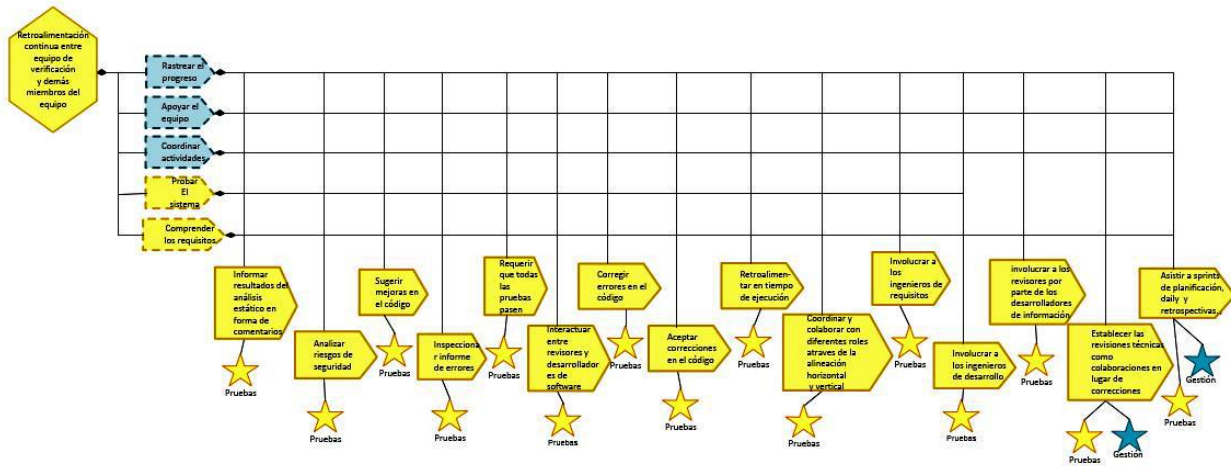 Retroalimentación
continua entre
equipo de
verificación
y demás
miembros del
equipo
Rastrear el
progreso
Apoyar el
equipo
Coordinar
actividades
Probar
El
sistema
Comprender
los requisitos
Informar
resultados del
análisis
estático en
forma de
comentarios
Pruebas
Analizar
riesgos de
seguridad
Pruebas
Sugerir
mejoras en
el código
Pruebas
Inspecciona
r informe
de errores
Pruebas
Requerir
que todas
las
pruebas
pasen
Pruebas
Interactuar
entre
revisores y
desarrollador
es de
software
Pruebas
Corregir
errores en el
código
Pruebas
Aceptar
correcciones
en el código
Pruebas
Retroalimen-
tar en tiempo
de
ejecución
Pruebas
Coordinar y
colaborar con
diferentes roles
atraves de la
alineación
horizontal
y vertical
Pruebas
Involucrar a
los
ingenieros de
requisitos
Pruebas
Involucrar a
los ingenieros
de desarrollo
Pruebas
involucrar a los
revisores por
parte de los
desarrolladores
de información
Pruebas
Establecer las
revisiones técnicas
como
colaboraciones en
lugar de
correcciones
Pruebas
Gestión
Asistir a sprints
de planificación,
daily y
retrospectivas,,
Gestión
Pruebas